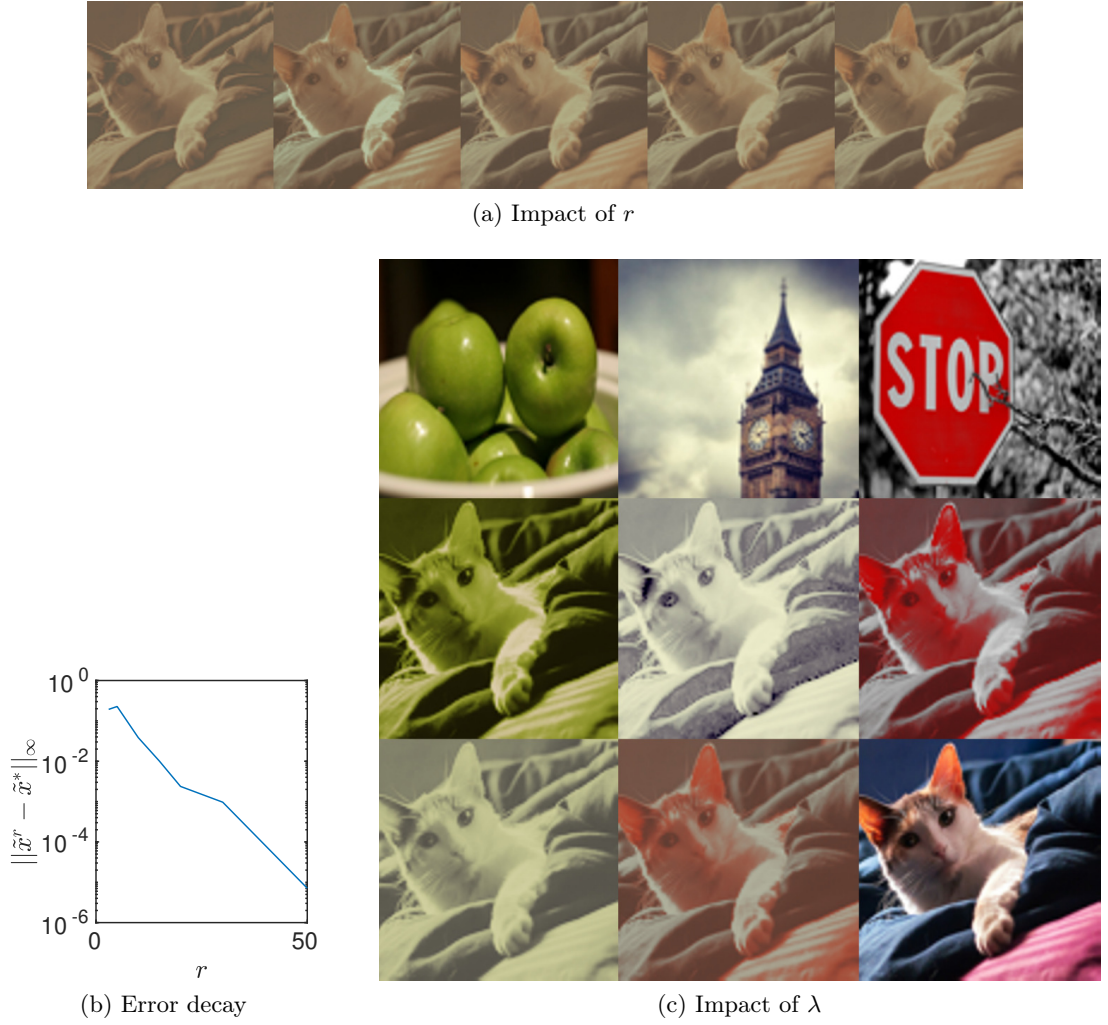 (a) Impact of r
STOP
10^0
10^-2
10^-4
10^-6
||x̃^r − x̃^*||_∞
0
50
r
(b) Error decay
(c) Impact of λ